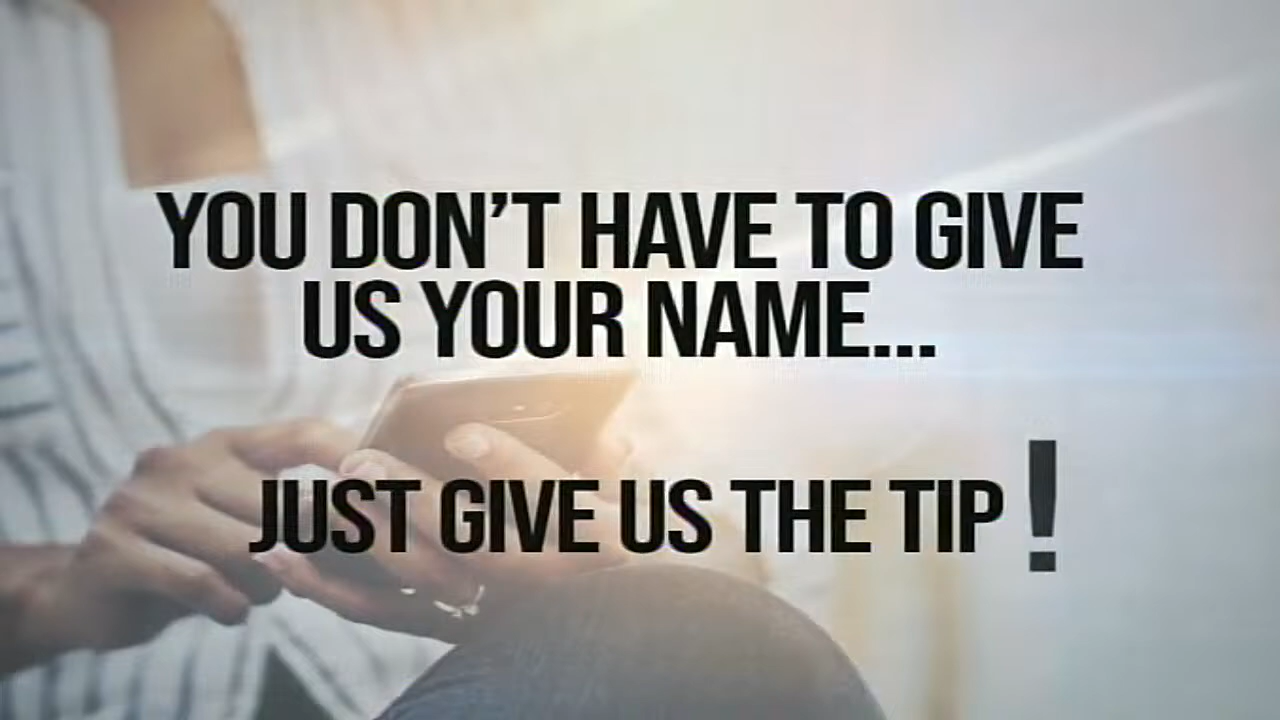 YOU DON'T HAVE TO GIVE
US YOUR NAME...
JUST GIVE US THE TIP!